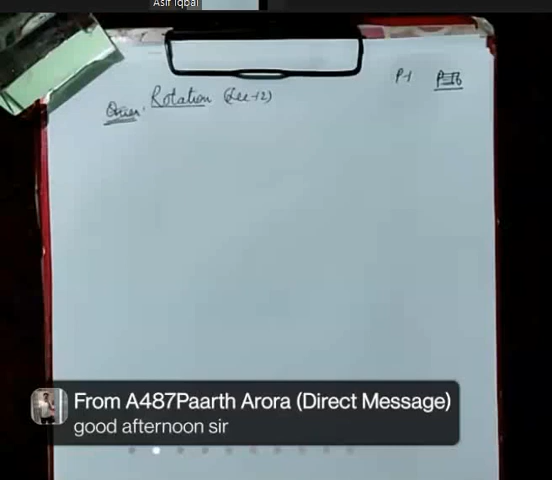 Asif Iqbal
P-1
Rotation (Lec-12)
From A487Paarth Arora (Direct Message)
good afternoon sir